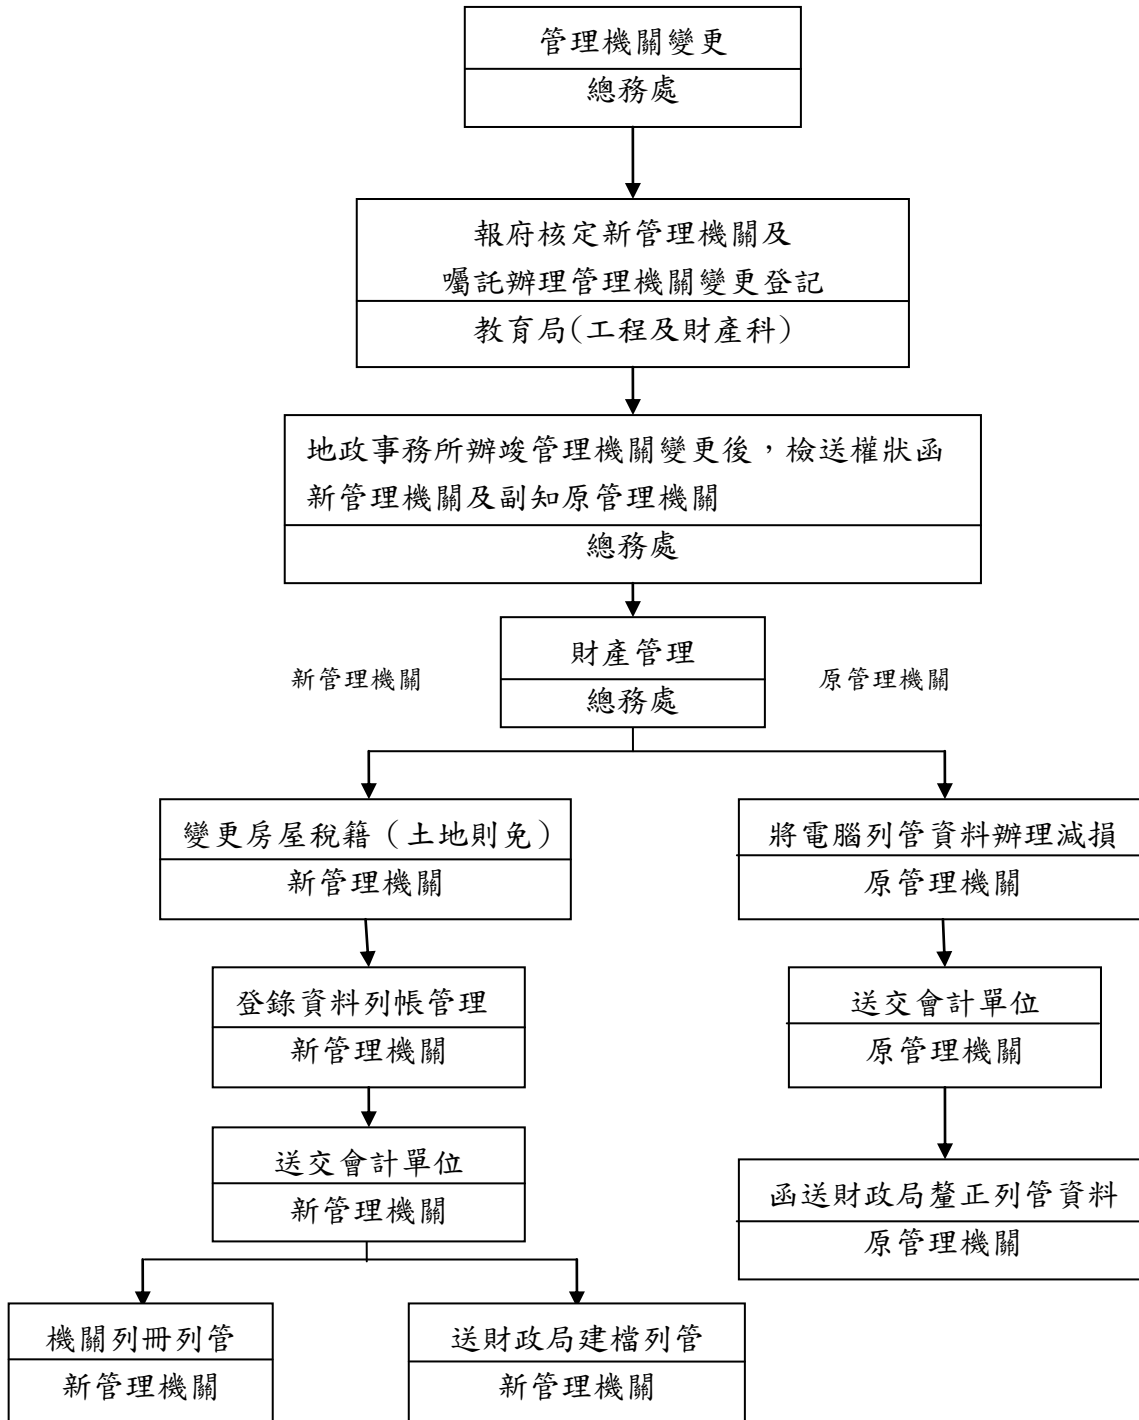 管理機關變更
總務處
報府核定新管理機關及
囑託辦理管理機關變更登記
教育局(工程及財產科)
地政事務所辦竣管理機關變更後，檢送權狀函
新管理機關及副知原管理機關
總務處
財產管理
總務處
新管理機關
原管理機關
變更房屋稅籍（土地則免）
新管理機關
將電腦列管資料辦理減損
原管理機關
登錄資料列帳管理
新管理機關
送交會計單位
原管理機關
送交會計單位
新管理機關
函送財政局釐正列管資料
原管理機關
機關列冊列管
新管理機關
送財政局建檔列管
新管理機關